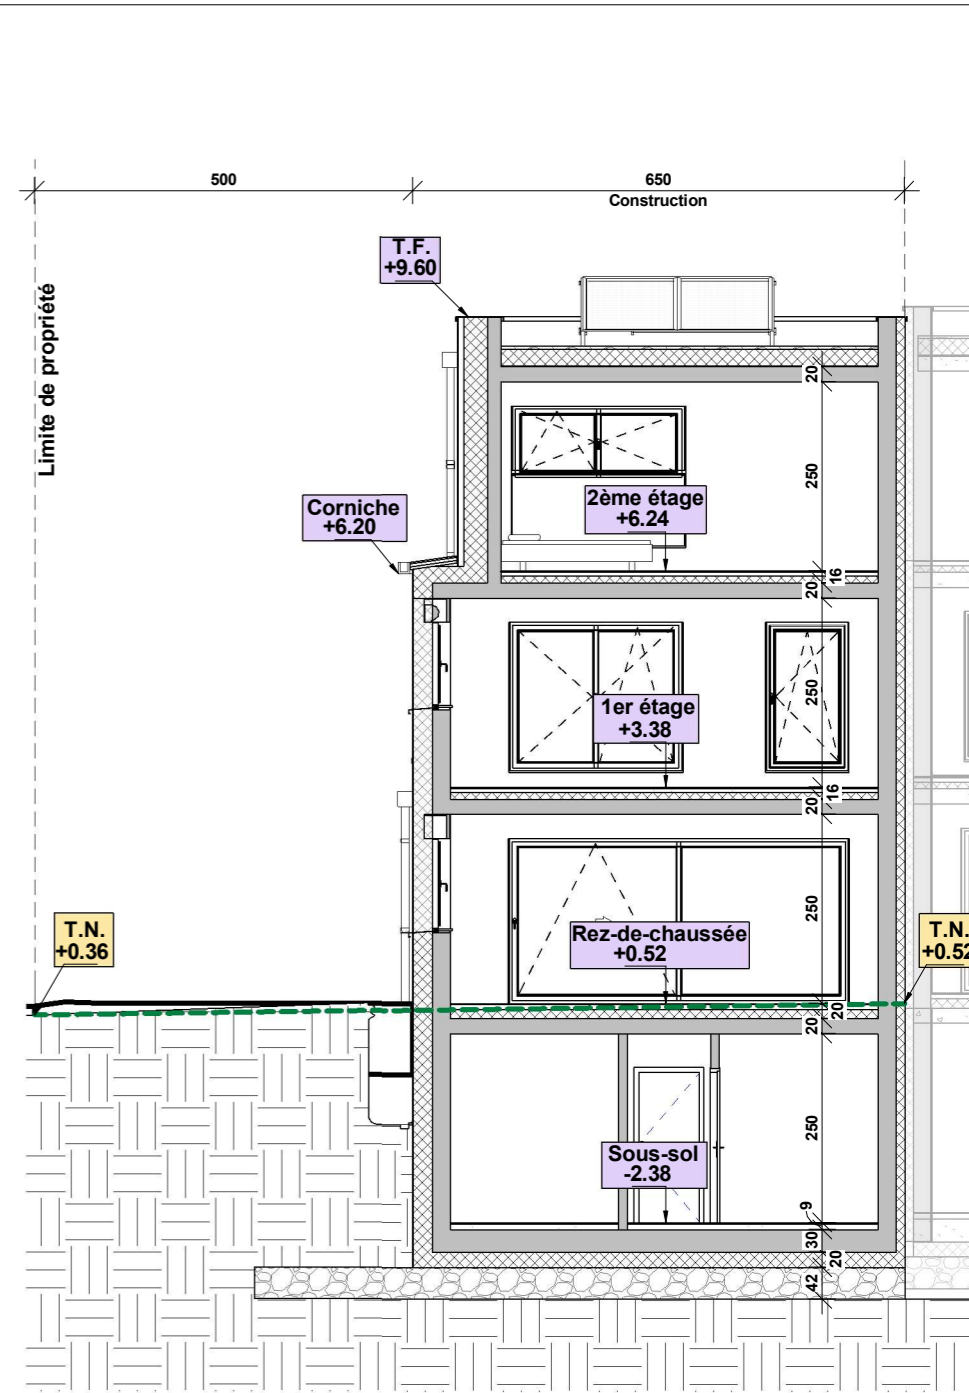 500
650
Construction
T.F.
+9.60
Limite de propriété
20
250
2ème étage
+6.24
Corniche
+6.20
16
20
250
1er étage
+3.38
16
20
250
T.N.
+0.36
Rez-de-chaussée
+0.52
T.N.
+0.52
20
20
250
Sous-sol
-2.38
9
30
20
42